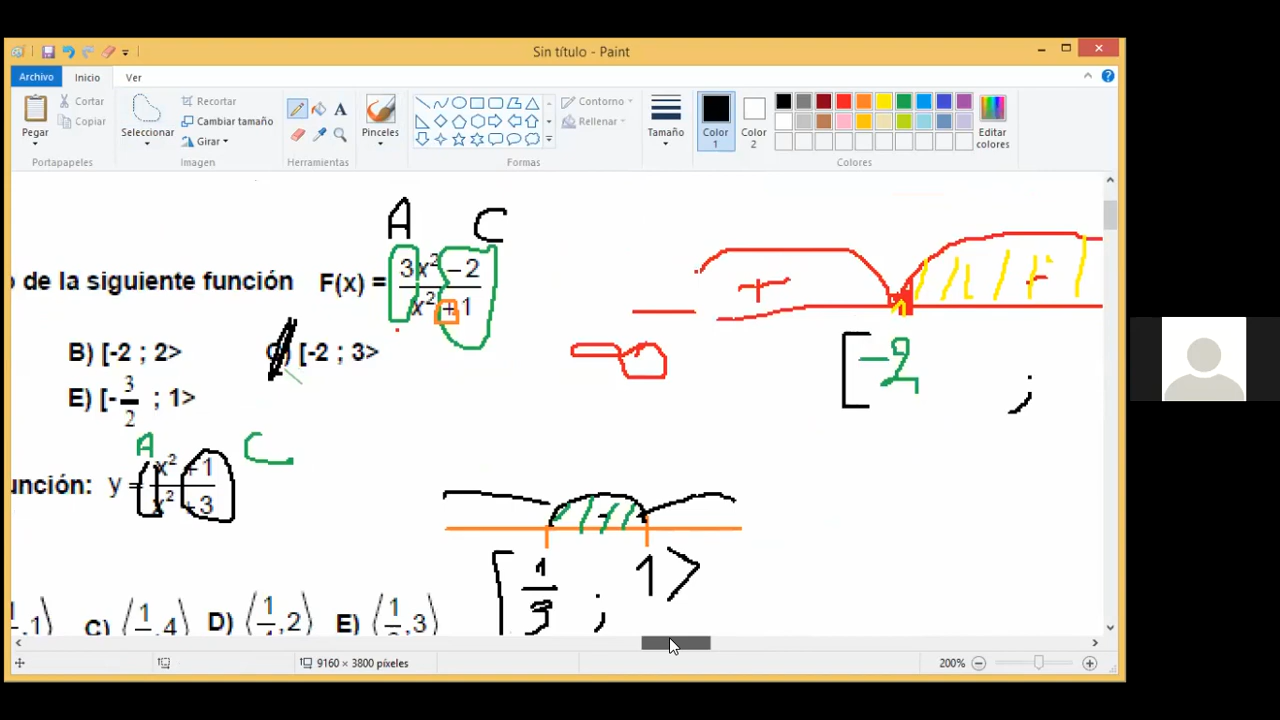 Sin título - Paint
Archivo Inicio Ver
Pegar
Cortar
Copiar
Portapapeles
Seleccionar
Recortar
Cambiar tamaño
Girar
Imagen
A
Herramientas
Pinceles
Contorno
Rellenar
Formas
Tamaño
Color 1
Color 2
Editar colores
Colores
A C
o de la siguiente función F(x) = 3x² -2 / x² +1
+ +
B) [-2 ; 2> C) [-2 ; 3>
[-2 ;
E) [-3/2 ; 1>
A C
unción: y = x² +1 / x² +3
[1/3 ; 1>
,1) C) ,4) D) ,2) E) ,3)
9160 × 3800 píxeles 200%